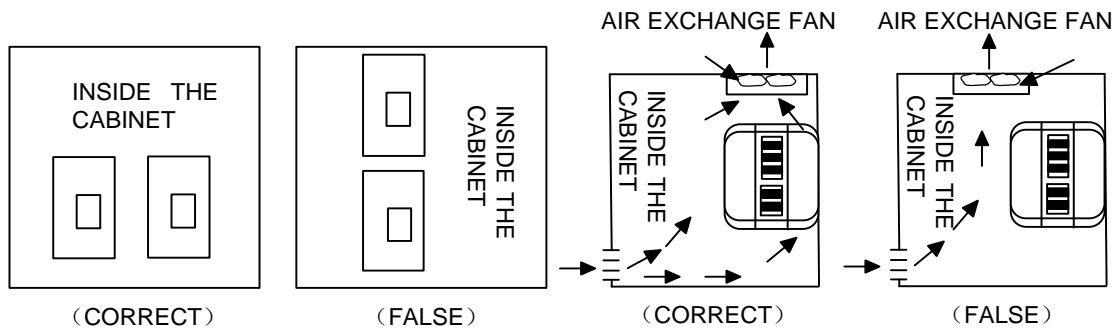 AIR EXCHANGE FAN
AIR EXCHANGE FAN
INSIDE THE
CABINET
INSIDE THE
CABINET
INSIDE THE
CABINET
INSIDE THE
CABINET
（CORRECT）
（FALSE）
（CORRECT）
（FALSE）